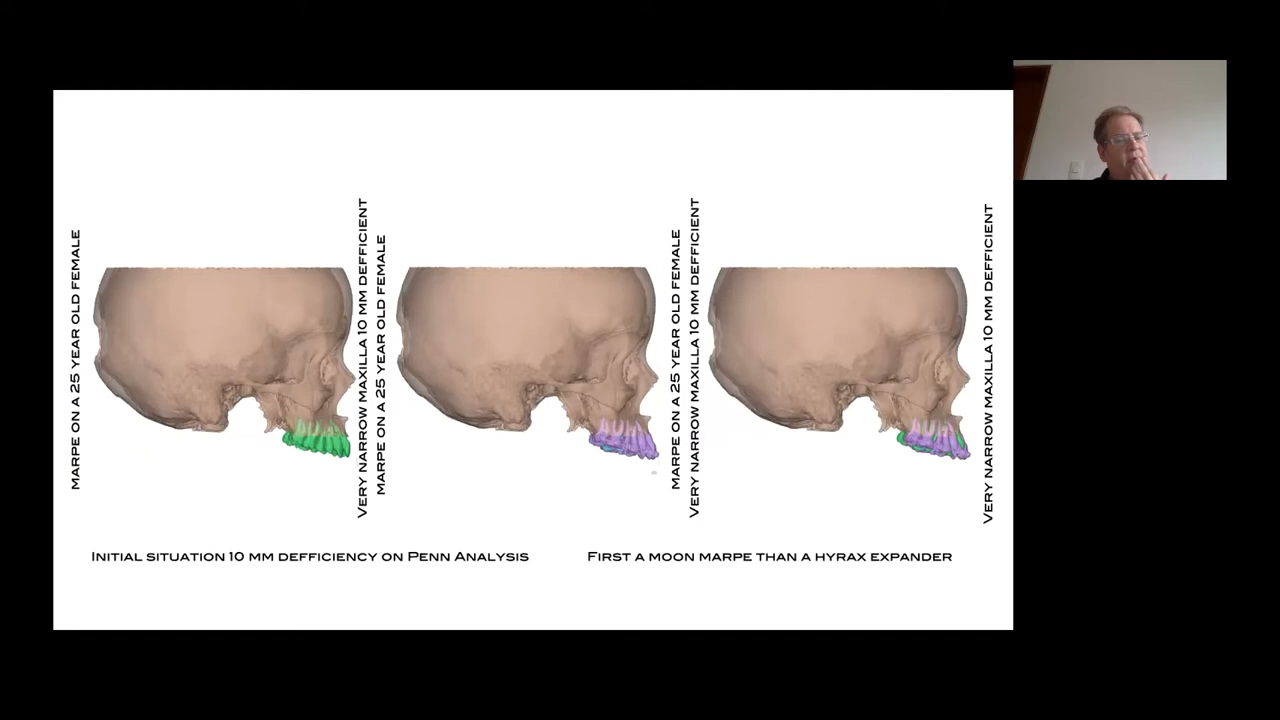 MARPE ON A 25 YEAR OLD FEMALE
VERY NARROW MAXILLA 10 MM DEFFICIENT
MARPE ON A 25 YEAR OLD FEMALE
MARPE ON A 25 YEAR OLD FEMALE
VERY NARROW MAXILLA 10 MM DEFFICIENT
VERY NARROW MAXILLA 10 MM DEFFICIENT
INITIAL SITUATION 10 MM DEFFICIENCY ON PENN ANALYSIS
FIRST A MOON MARPE THAN A HYRAX EXPANDER